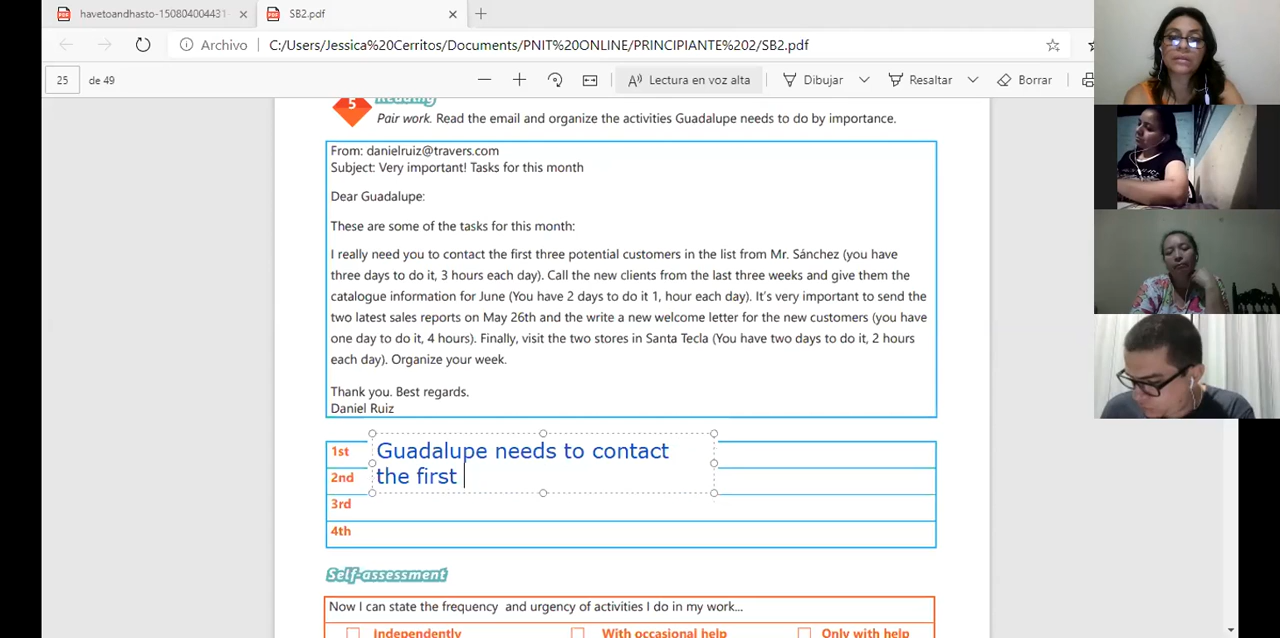 havetoandhasto-15080400443​1
SB2.pdf
Archivo
C:/Users/Jessica%20Cerritos/Documents/PNIT%20ONLINE/PRINCIPIANTE%202/SB2.pdf
25 de 49
Lectura en voz alta
Dibujar
Resaltar
Borrar
5 Reading
Pair work. Read the email and organize the activities Guadalupe needs to do by importance.
From: danielruiz@travers.com
Subject: Very important! Tasks for this month
Dear Guadalupe:
These are some of the tasks for this month:
I really need you to contact the first three potential customers in the list from Mr. Sánchez (you have
three days to do it, 3 hours each day). Call the new clients from the last three weeks and give them the
catalogue information for June (You have 2 days to do it 1, hour each day). It's very important to send the
two latest sales reports on May 26th and the write a new welcome letter for the new customers (you have
one day to do it, 4 hours). Finally, visit the two stores in Santa Tecla (You have two days to do it, 2 hours
each day). Organize your week.
Thank you. Best regards.
Daniel Ruiz
1st Guadalupe needs to contact
2nd the first
3rd
4th
Self-assessment
Now I can state the frequency and urgency of activities I do in my work...
Independently
With occasional help
Only with help